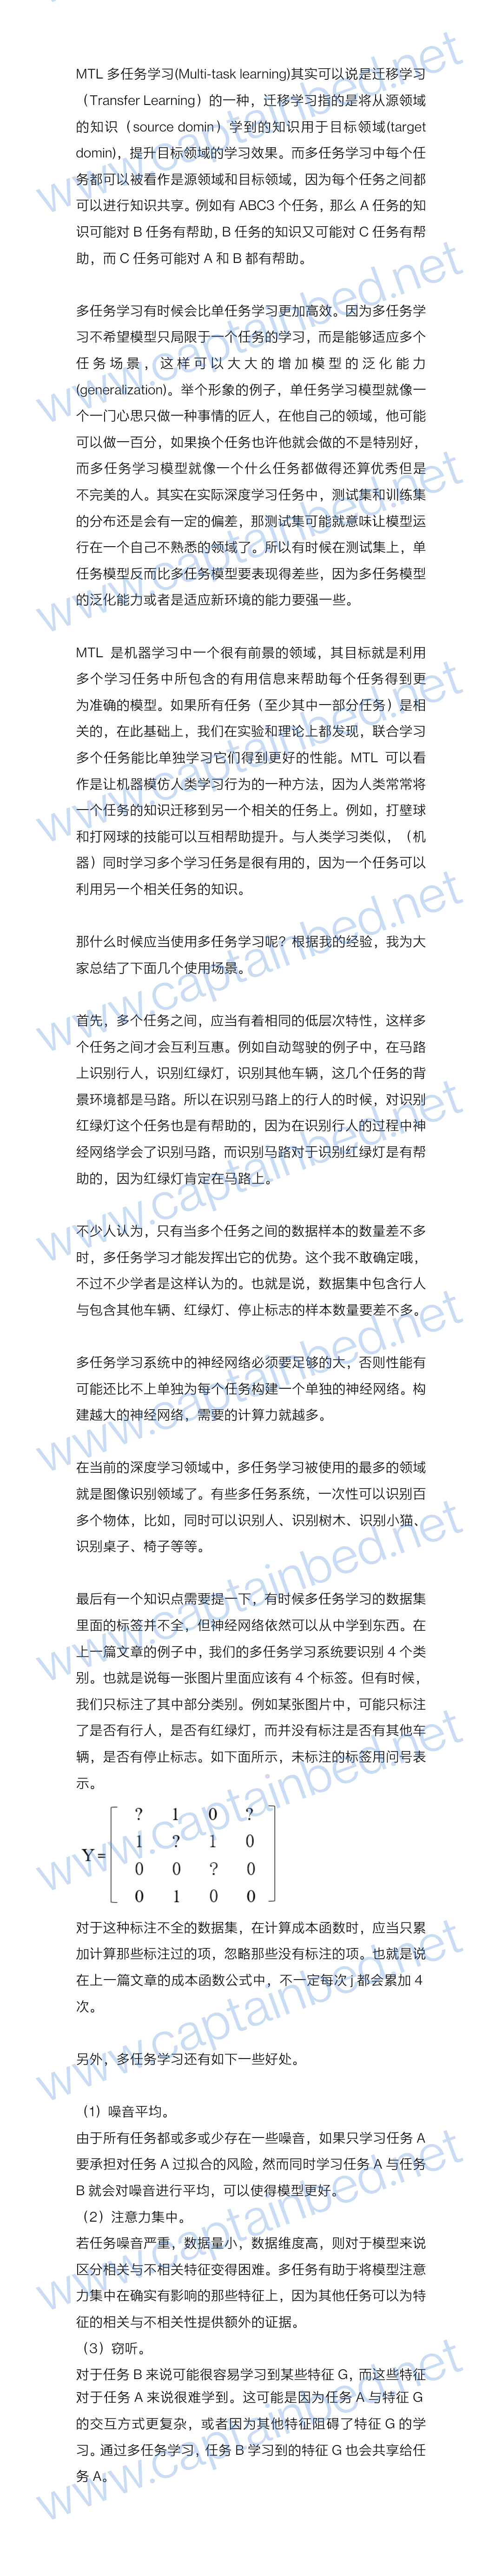 MTL 多任务学习(Multi-task learning)其实可以说是迁移学习
（Transfer Learning）的一种，迁移学习指的是将从源领域
的知识（source domin）学到的知识用于目标领域(target
domin)，提升目标领域的学习效果。而多任务学习中每个任
务都可以被看作是源领域和目标领域，因为每个任务之间都
可以进行知识共享。例如有 ABC3 个任务，那么 A 任务的知
识可能对 B 任务有帮助，B 任务的知识又可能对 C 任务有帮
助，而 C 任务可能对 A 和 B 都有帮助。
多任务学习有时候会比单任务学习更加高效。因为多任务学
习不希望模型只局限于一个任务的学习，而是能够适应多个
任务场景，这样可以大大的增加模型的泛化能力
(generalization)。举个形象的例子，单任务学习模型就像一
个一门心思只做一种事情的匠人，在他自己的领域，他可能
可以做一百分，如果换个任务也许他就会做的不是特别好，
而多任务学习模型就像一个什么任务都做得还算优秀但是
不完美的人。其实在实际深度学习任务中，测试集和训练集
的分布还是会有一定的偏差，那测试集可能就意味让模型运
行在一个自己不熟悉的领域了。所以有时候在测试集上，单
任务模型反而比多任务模型要表现得差些，因为多任务模型
的泛化能力或者是适应新环境的能力要强一些。
MTL 是机器学习中一个很有前景的领域，其目标就是利用
多个学习任务中所包含的有用信息来帮助每个任务得到更
为准确的模型。如果所有任务（至少其中一部分任务）是相
关的，在此基础上，我们在实验和理论上都发现，联合学习
多个任务能比单独学习它们得到更好的性能。MTL 可以看
作是让机器模仿人类学习行为的一种方法，因为人类常常将
一个任务的知识迁移到另一个相关的任务上。例如，打壁球
和打网球的技能可以互相帮助提升。与人类学习类似，（机
器）同时学习多个学习任务是很有用的，因为一个任务可以
利用另一个相关任务的知识。
那什么时候应当使用多任务学习呢？根据我的经验，我为大
家总结了下面几个使用场景。
首先，多个任务之间，应当有着相同的低层次特性，这样多
个任务之间才会互利互惠。例如自动驾驶的例子中，在马路
上识别行人，识别红绿灯，识别其他车辆，这几个任务的背
景环境都是马路。所以在识别马路上的行人的时候，对识别
红绿灯这个任务也是有帮助的，因为在识别行人的过程中神
经网络学会了识别马路，而识别马路对于识别红绿灯是有帮
助的，因为红绿灯肯定在马路上。
不少人认为，只有当多个任务之间的数据样本的数量差不多
时，多任务学习才能发挥出它的优势。这个我不敢确定哦，
不过不少学者是这样认为的。也就是说，数据集中包含行人
与包含其他车辆、红绿灯、停止标志的样本数量要差不多。
多任务学习系统中的神经网络必须要足够的大，否则性能有
可能还比不上单独为每个任务构建一个单独的神经网络。构
建越大的神经网络，需要的计算力就越多。
在当前的深度学习领域中，多任务学习被使用的最多的领域
就是图像识别领域了。有些多任务系统，一次性可以识别百
多个物体，比如，同时可以识别人、识别树木、识别小猫、
识别桌子、椅子等等。
最后有一个知识点需要提一下，有时候多任务学习的数据集
里面的标签并不全，但神经网络依然可以从中学到东西。在
上一篇文章的例子中，我们的多任务学习系统要识别 4 个类
别。也就是说每一张图片里面应该有 4 个标签。但有时候，
我们只标注了其中部分类别。例如某张图片中，可能只标注
了是否有行人，是否有红绿灯，而并没有标注是否有其他车
辆，是否有停止标志。如下面所示，未标注的标签用问号表
示。
? 1 0 ?
Y = 1 ? 1 0
0 0 ? 0
0 1 0 0
对于这种标注不全的数据集，在计算成本函数时，应当只累
加计算那些标注过的项，忽略那些没有标注的项。也就是说
在上一篇文章的成本函数公式中，不一定每次 j 都会累加 4
次。
另外，多任务学习还有如下一些好处。
（1）噪音平均。
由于所有任务都或多或少存在一些噪音，如果只学习任务 A
要承担对任务 A 过拟合的风险，然而同时学习任务 A 与任务
B 就会对噪音进行平均，可以使得模型更好。
（2）注意力集中。
若任务噪音严重，数据量小，数据维度高，则对于模型来说
区分相关与不相关特征变得困难。多任务有助于将模型注意
力集中在确实有影响的那些特征上，因为其他任务可以为特
征的相关与不相关性提供额外的证据。
（3）窃听。
对于任务 B 来说可能很容易学习到某些特征 G，而这些特征
对于任务 A 来说很难学到。这可能是因为任务 A 与特征 G
的交互方式更复杂，或者因为其他特征阻碍了特征 G 的学
习。通过多任务学习，任务 B 学习到的特征 G 也会共享给任
务 A。
www.captainbed.net
www.captainbed.net
www.captainbed.net
www.captainbed.net
www.captainbed.net
www.captainbed.net
www.captainbed.net
www.captainbed.net
www.captainbed.net
www.captainbed.net
www.captainbed.net
www.captainbed.net